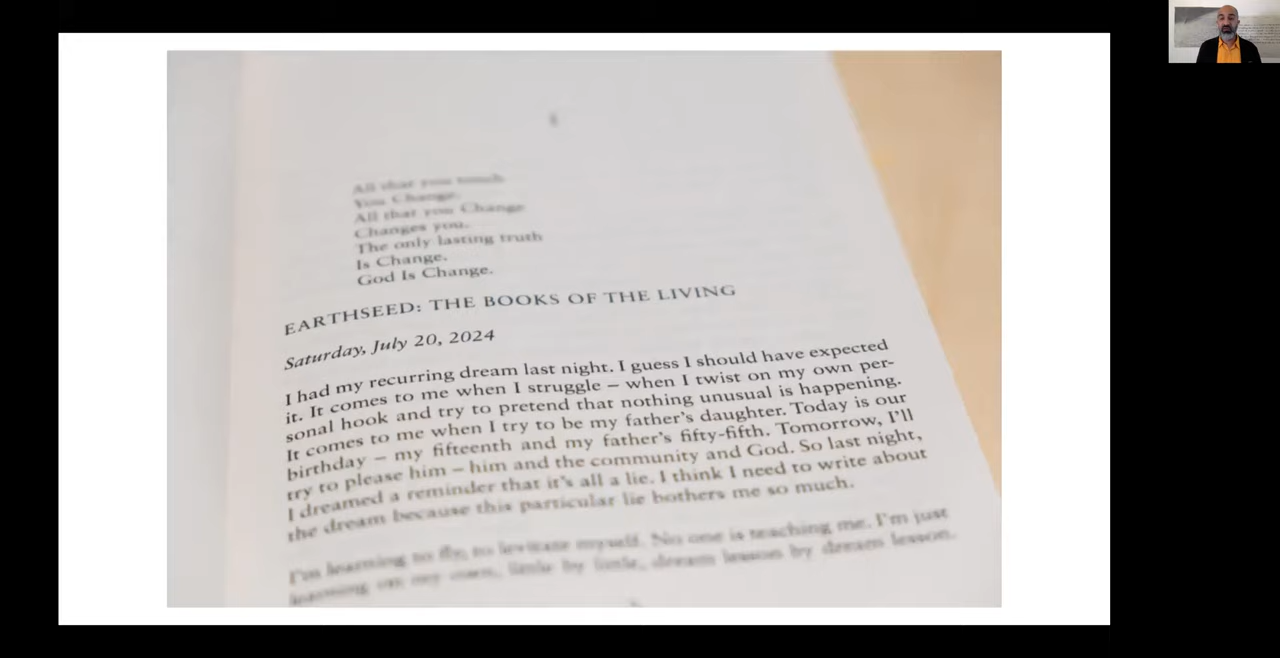 All that you touch
You Change.
All that you Change
Changes you.
The only lasting truth
Is Change.
God Is Change.
EARTHSEED: THE BOOKS OF THE LIVING
Saturday, July 20, 2024
I had my recurring dream last night. I guess I should have expected
it. It comes to me when I struggle – when I twist on my own per-
sonal hook and try to pretend that nothing unusual is happening.
It comes to me when I try to be my father's daughter. Today is our
birthday – my fifteenth and my father's fifty-fifth. Tomorrow, I'll
try to please him – him and the community and God. So last night,
I dreamed a reminder that it's all a lie. I think I need to write about
the dream because this particular lie bothers me so much.
I'm learning to fly, to levitate myself. No one is teaching me. I'm just
learning on my own, little by little, dream lesson by dream lesson.